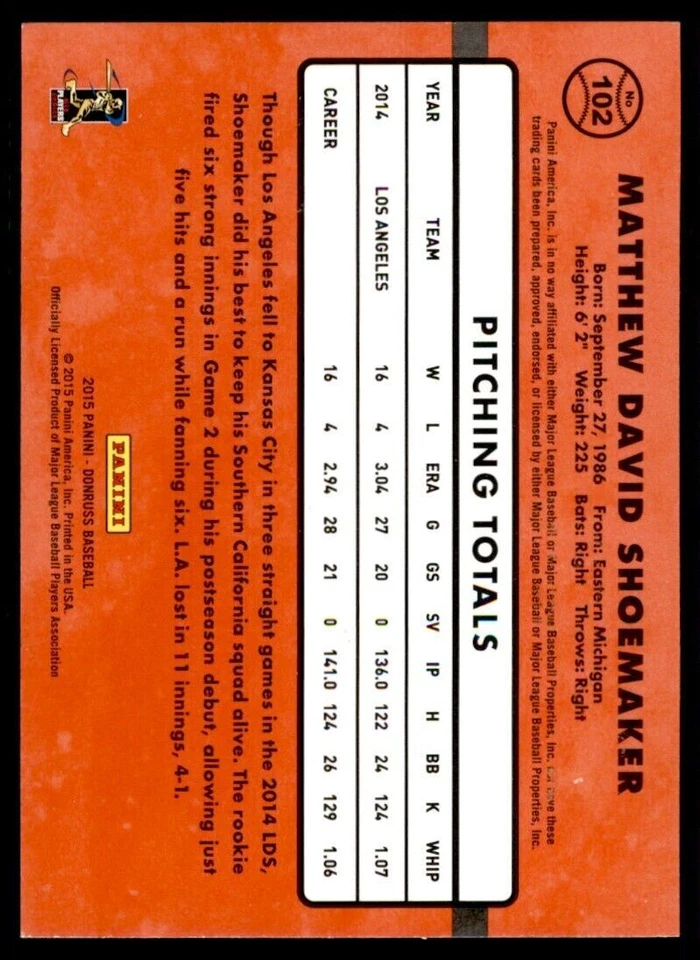 No
102
MATTHEW DAVID SHOEMAKER
Born: September 27, 1986 From: Eastern Michigan
Height: 6' 2" Weight: 225 Bats: Right Throws: Right
Panini America, Inc. is in no way affiliated with either Major League Baseball or Major League Baseball Properties, Inc. have these
trading cards been prepared, approved, endorsed, or licensed by either Major League Baseball or Major League Baseball Properties, Inc.
PITCHING TOTALS
YEAR TEAM W L ERA G GS SV IP H BB K WHIP
2014 LOS ANGELES 16 4 3.04 27 20 0 136.0 122 24 124 1.07
CAREER 16 4 2.94 28 21 0 141.0 124 26 129 1.06
Though Los Angeles fell to Kansas City in three straight games in the 2014 LDS,
Shoemaker did his best to keep his Southern California squad alive. The rookie
fired six strong innings in Game 2 during his postseason debut, allowing just
five hits and a run while fanning six. L.A. lost in 11 innings, 4-1.
PLAYERS
PANINI
2015 PANINI - DONRUSS BASEBALL
© 2015 Panini America, Inc. Printed in the USA.
Officially Licensed Product of Major League Baseball Players Association